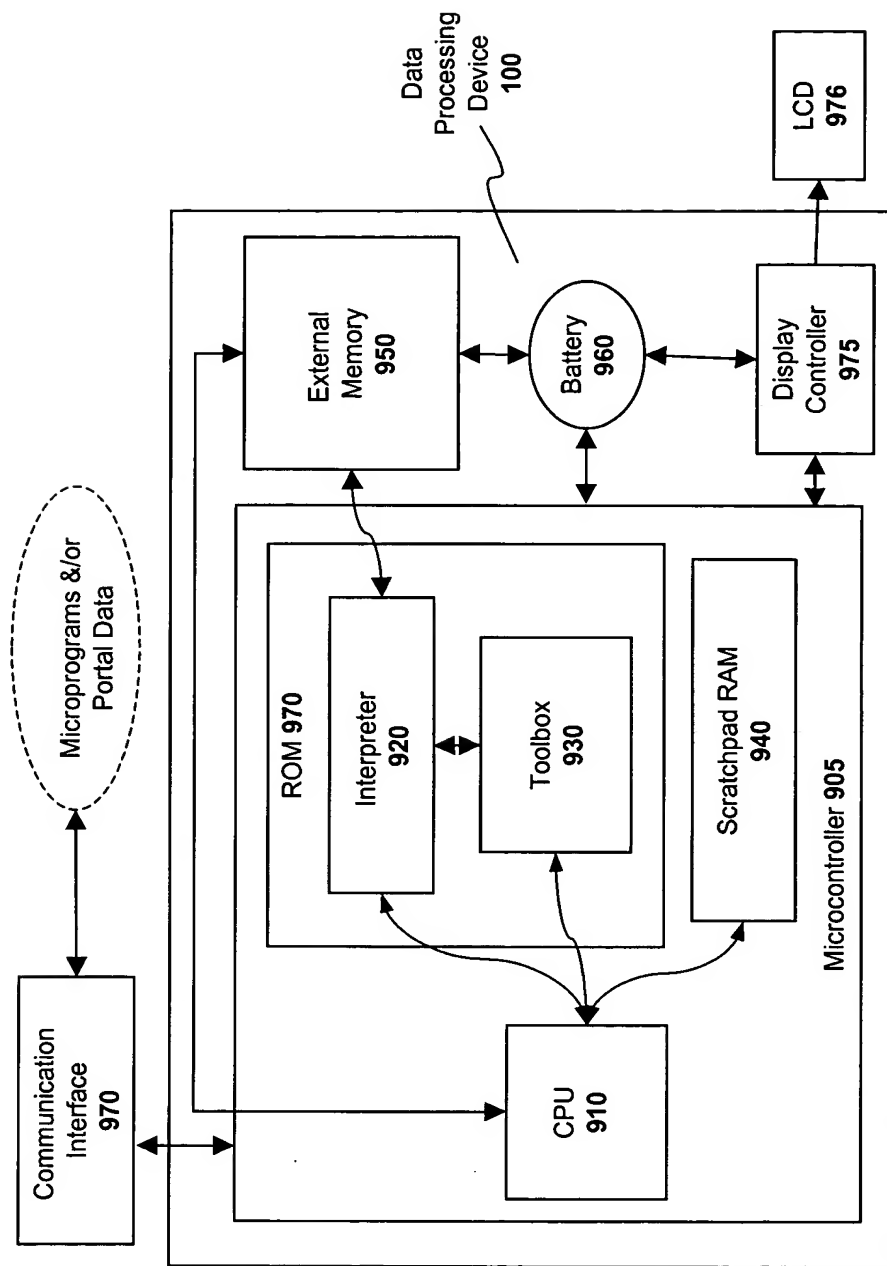 Communication
Interface
970
Microprograms &/or
Portal Data
Data
Processing
Device
100
External
Memory
950
Battery
960
Display
Controller
975
LCD
976
ROM 970
Interpreter
920
Toolbox
930
Scratchpad RAM
940
CPU
910
Microcontroller 905